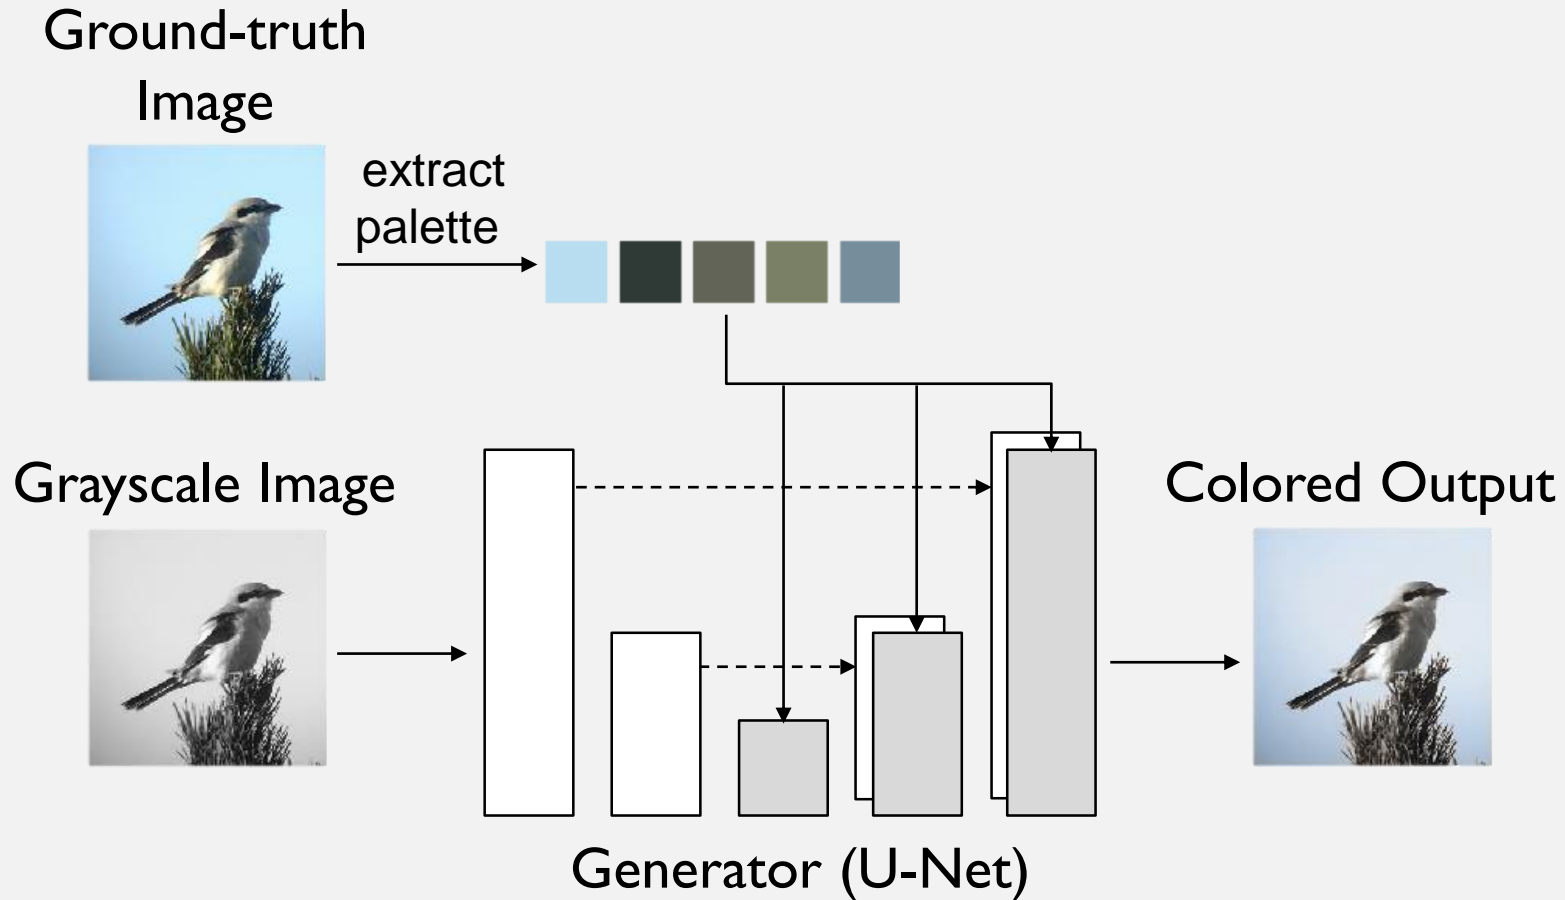 Ground-truth
Image
extract
palette
Grayscale Image
Colored Output
Generator (U-Net)